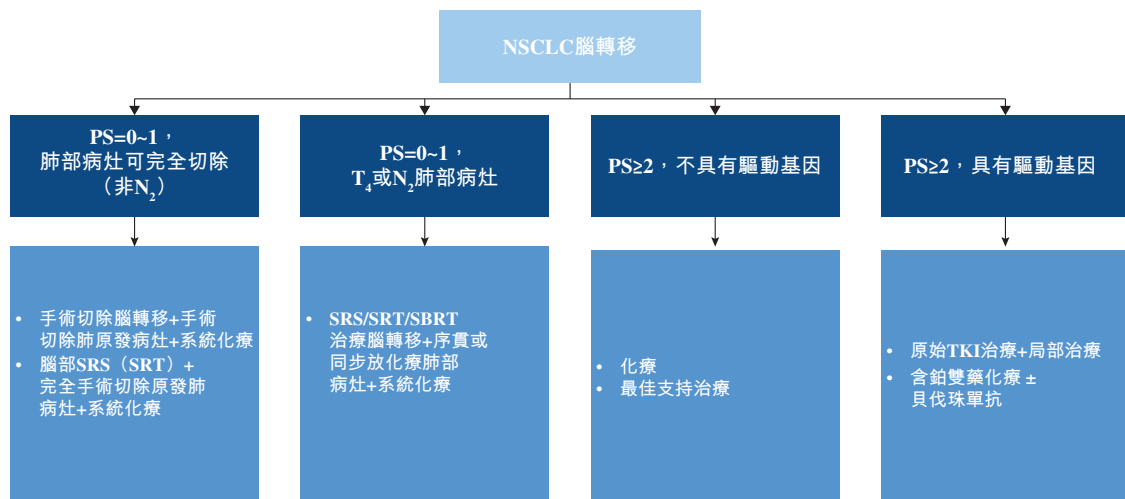 NSCLC腦轉移
PS=0~1，
肺部病灶可完全切除
（非N₂）
PS=0~1，
T₄或N₂肺部病灶
PS≥2，不具有驅動基因
PS≥2，具有驅動基因
• 手術切除腦轉移+手術
切除肺原發病灶+系統化療
• 腦部SRS（SRT）+
完全手術切除原發肺
病灶+系統化療
• SRS/SRT/SBRT
治療腦轉移+序貫或
同步放化療肺部
病灶+系統化療
• 化療
• 最佳支持治療
• 原始TKI治療+局部治療
• 含鉑雙藥化療 ±
貝伐珠單抗